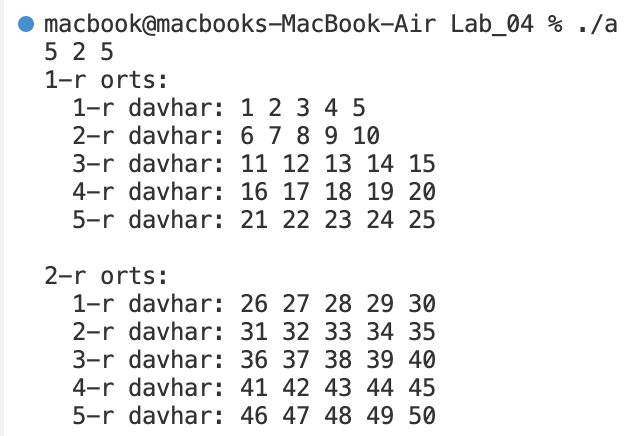 macbook@macbooks-MacBook-Air Lab_04 % ./a
5 2 5
1-r orts:
1-r davhar: 1 2 3 4 5
2-r davhar: 6 7 8 9 10
3-r davhar: 11 12 13 14 15
4-r davhar: 16 17 18 19 20
5-r davhar: 21 22 23 24 25
2-r orts:
1-r davhar: 26 27 28 29 30
2-r davhar: 31 32 33 34 35
3-r davhar: 36 37 38 39 40
4-r davhar: 41 42 43 44 45
5-r davhar: 46 47 48 49 50